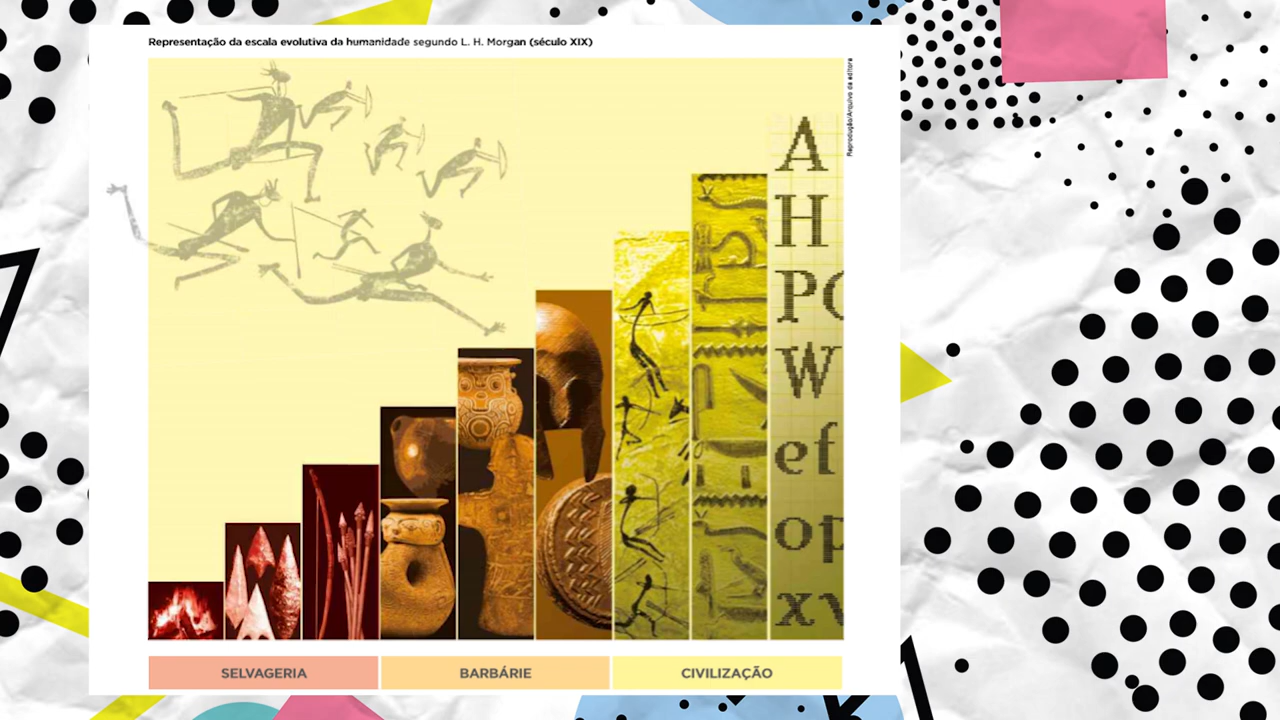 Representação da escala evolutiva da humanidade segundo L. H. Morgan (século XIX)
Reprodução/Arquivo da editora
A
H
PO
W
ef
op
xv
SELVAGERIA
BARBÁRIE
CIVILIZAÇÃO